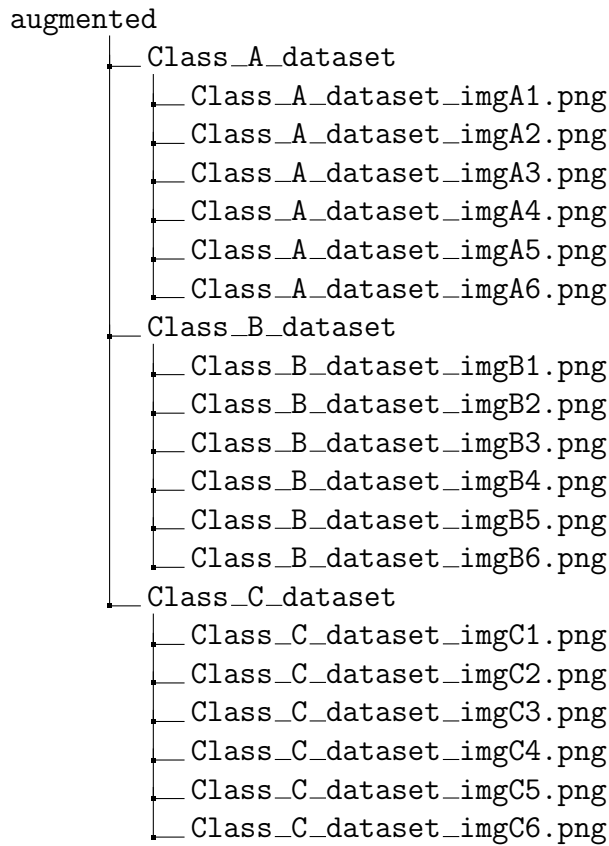 augmented
Class_A_dataset
Class_A_dataset_imgA1.png
Class_A_dataset_imgA2.png
Class_A_dataset_imgA3.png
Class_A_dataset_imgA4.png
Class_A_dataset_imgA5.png
Class_A_dataset_imgA6.png
Class_B_dataset
Class_B_dataset_imgB1.png
Class_B_dataset_imgB2.png
Class_B_dataset_imgB3.png
Class_B_dataset_imgB4.png
Class_B_dataset_imgB5.png
Class_B_dataset_imgB6.png
Class_C_dataset
Class_C_dataset_imgC1.png
Class_C_dataset_imgC2.png
Class_C_dataset_imgC3.png
Class_C_dataset_imgC4.png
Class_C_dataset_imgC5.png
Class_C_dataset_imgC6.png